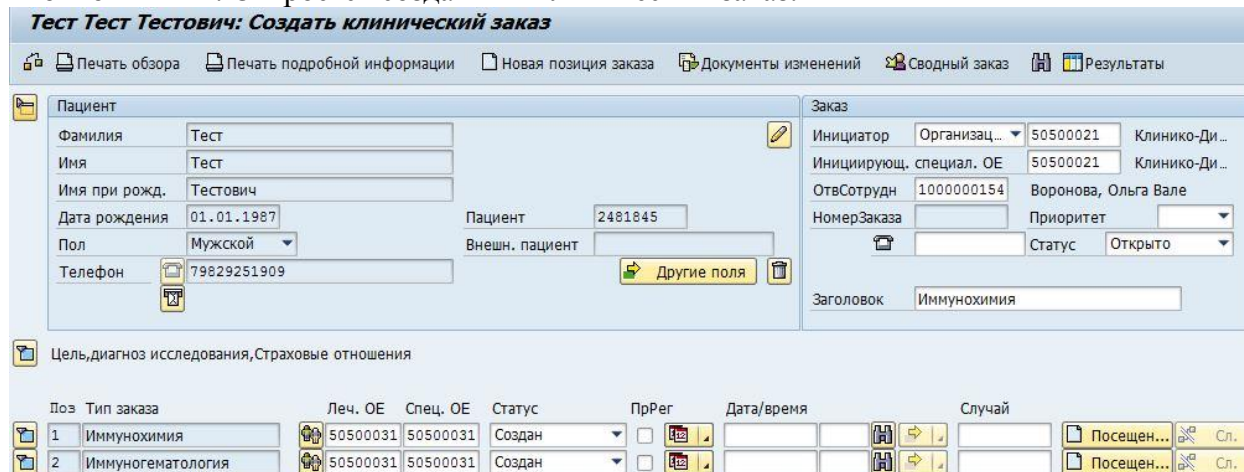 Тест Тест Тестович: Создать клинический заказ
Печать обзора Печать подробной информации Новая позиция заказа Документы изменений Сводный заказ Результаты
Пациент Заказ
Фамилия Тест Инициатор Организац... 50500021 Клинико-Ди...
Имя Тест Инициирующ. специал. ОЕ 50500021 Клинико-Ди...
Имя при рожд. Тестович ОтвСотрудн 1000000154 Воронова, Ольга Вале
Дата рождения 01.01.1987 Пациент 2481845 НомерЗаказа Приоритет
Пол Мужской Внешн. пациент Статус Открыто
Телефон 79829251909 Другие поля
Заголовок Иммунохимия
Цель,диагноз исследования,Страховые отношения
Поз Тип заказа Леч. ОЕ Спец. ОЕ Статус ПрРег Дата/время Случай
1 Иммунохимия 50500031 50500031 Создан Посещен... Сл.
2 Иммуногематология 50500031 50500031 Создан Посещен... Сл.